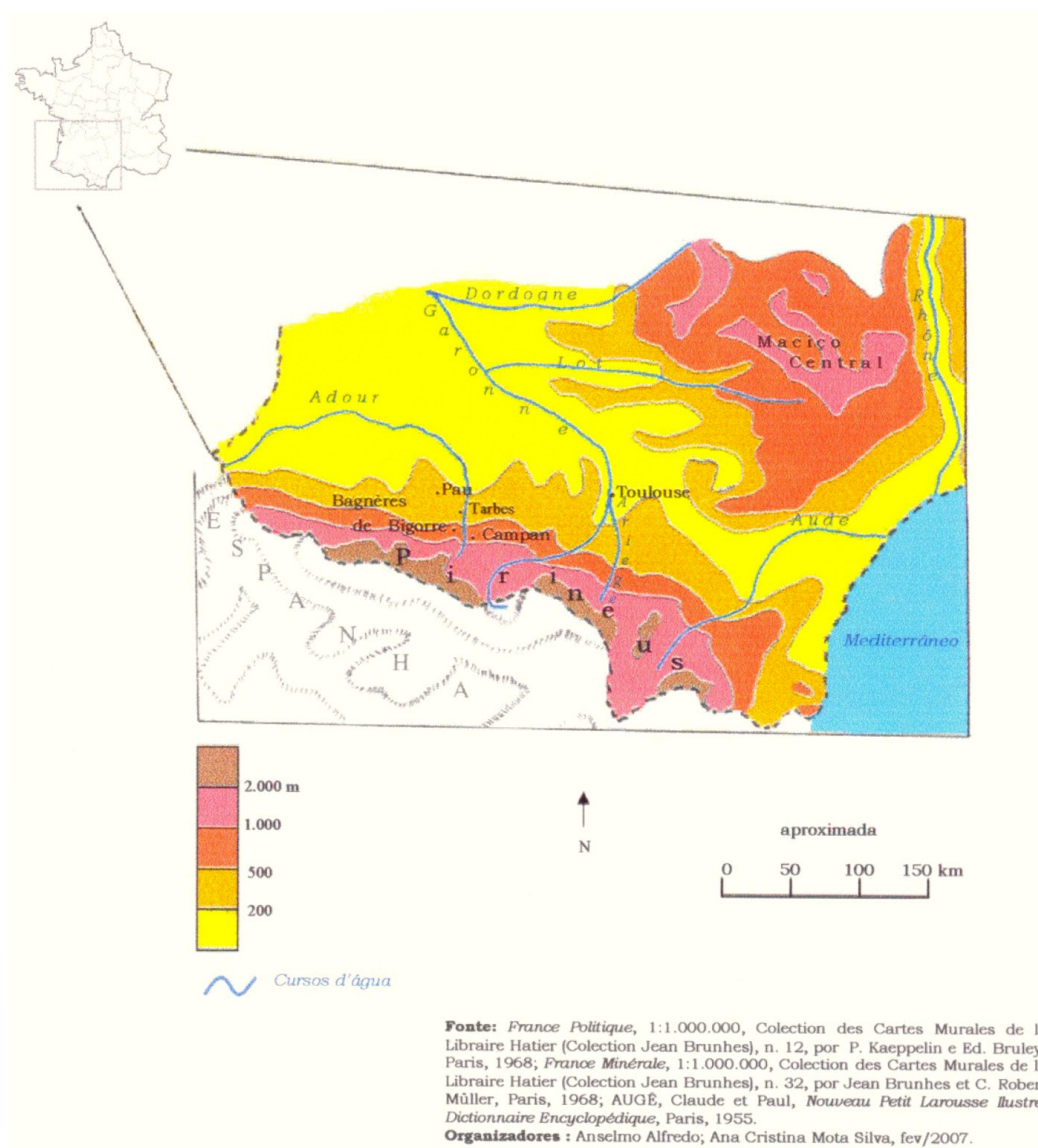 Dordogne
Garonne
Rhône
Maciço
Central
Lot
Adour
Pau
Toulouse
Bagnères
Tarbes
Ariege
Aude
de Bigorre
Campan
ESPANHA
Pirineus
Mediterrâneo
2.000 m
1.000
500
200
N
aproximada
0 50 100 150 km
Cursos d'água
Fonte: France Politique, 1:1.000.000, Colection des Cartes Murales de l
Libraire Hatier (Colection Jean Brunhes), n. 12, por P. Kaeppelin e Ed. Bruley
Paris, 1968; France Minérale, 1:1.000.000, Colection des Cartes Murales de l
Libraire Hatier (Colection Jean Brunhes), n. 32, por Jean Brunhes et C. Rober
Müller, Paris, 1968; AUGÉ, Claude et Paul, Nouveau Petit Larousse Ilustre
Dictionnaire Encyclopédique, Paris, 1955.
Organizadores : Anselmo Alfredo; Ana Cristina Mota Silva, fev/2007.